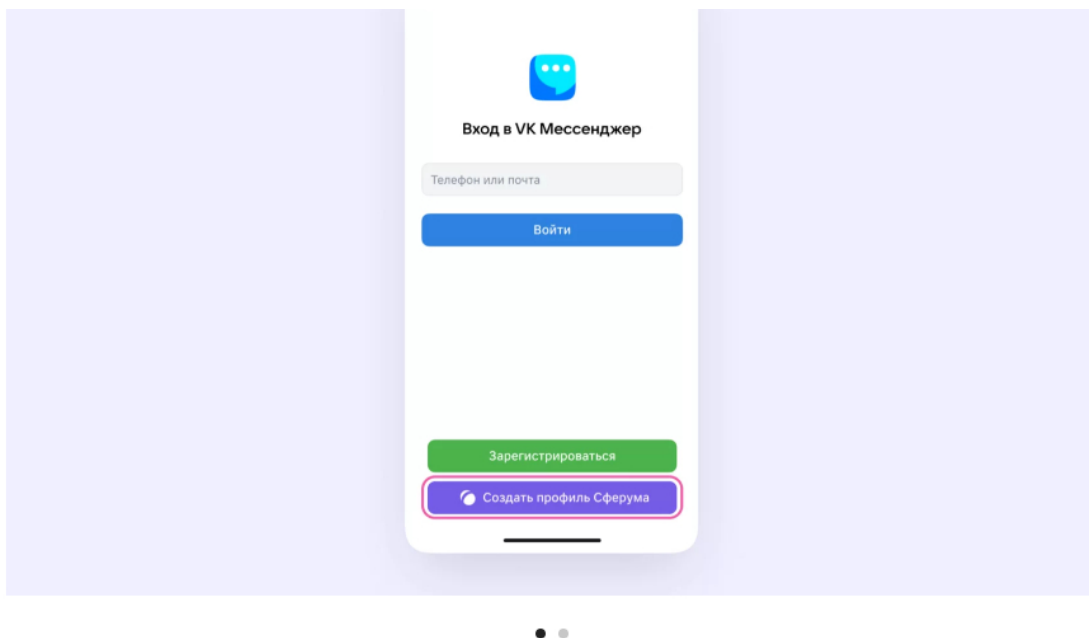 Вход в VK Мессенджер
Телефон или почта
Войти
Зарегистрироваться
Создать профиль Сферума